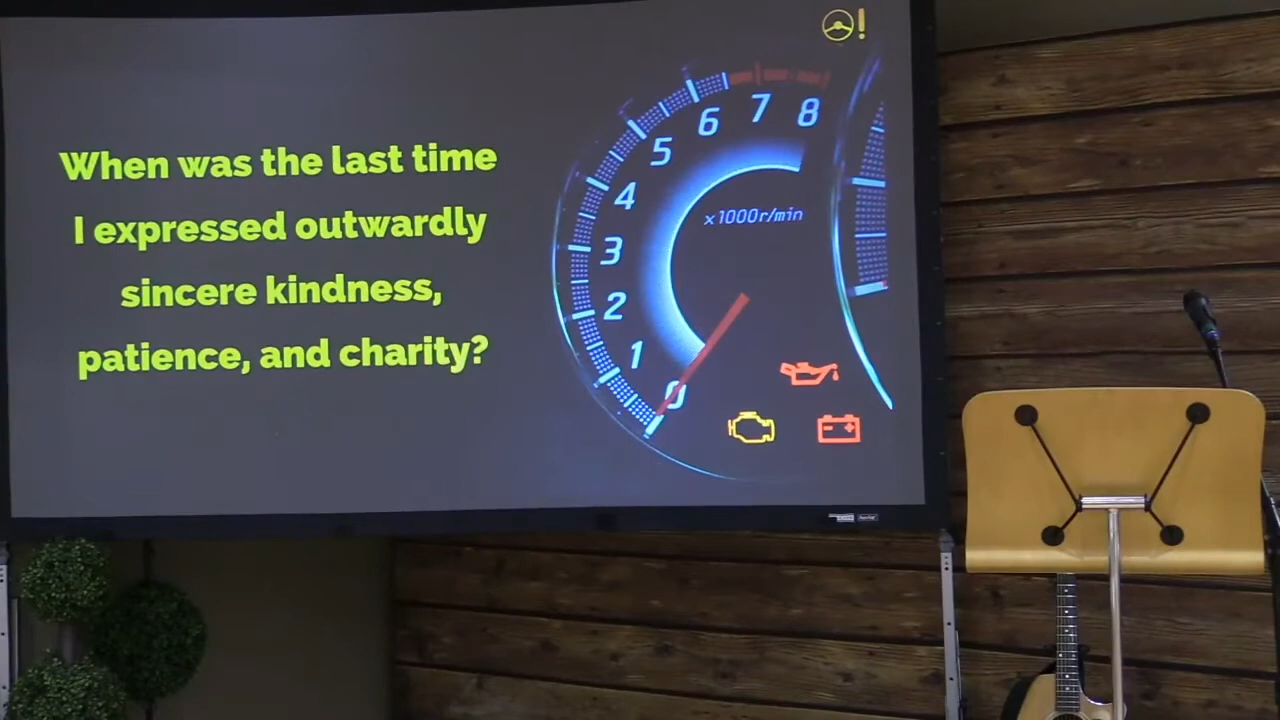 When was the last time
I expressed outwardly
sincere kindness,
patience, and charity?
!
8
7
6
5
4
3
2
1
0
x1000r/min